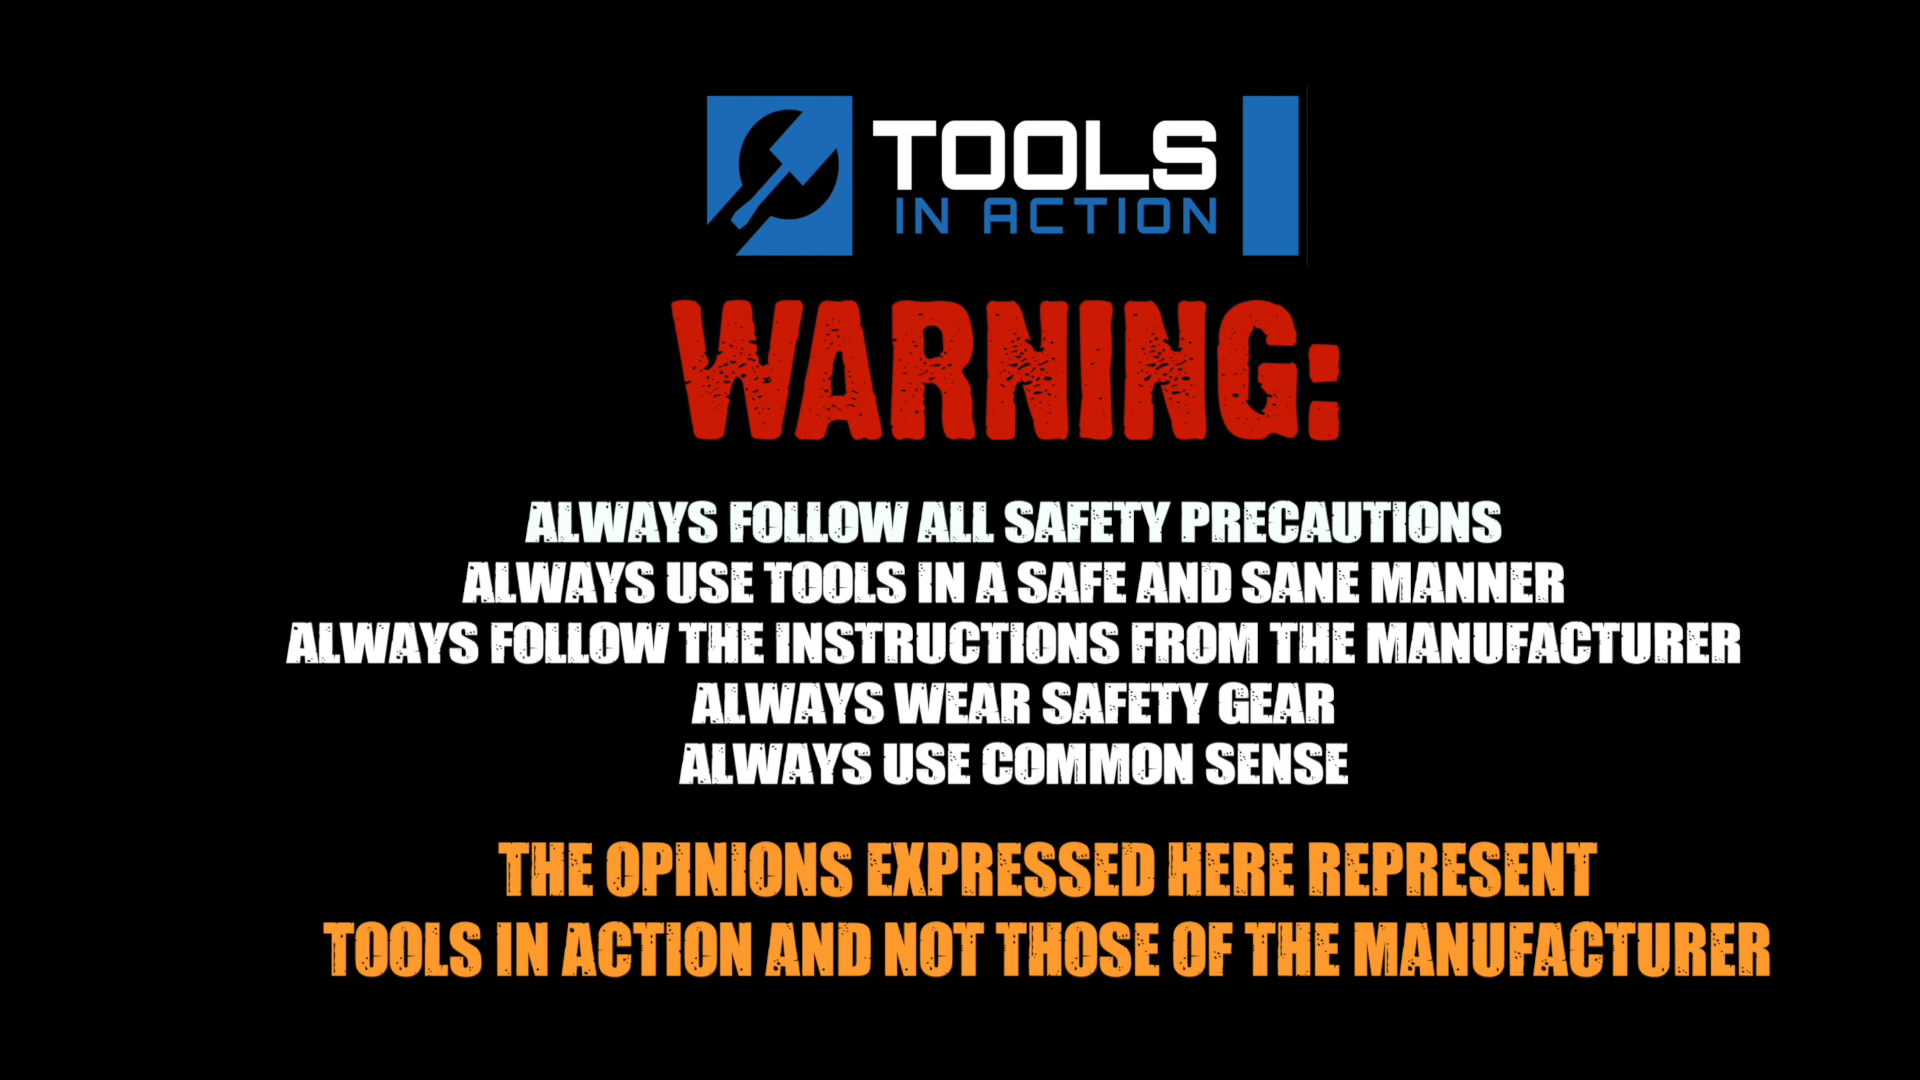 TOOLS
IN ACTION
WARNING:
ALWAYS FOLLOW ALL SAFETY PRECAUTIONS
ALWAYS USE TOOLS IN A SAFE AND SANE MANNER
ALWAYS FOLLOW THE INSTRUCTIONS FROM THE MANUFACTURER
ALWAYS WEAR SAFETY GEAR
ALWAYS USE COMMON SENSE
THE OPINIONS EXPRESSED HERE REPRESENT
TOOLS IN ACTION AND NOT THOSE OF THE MANUFACTURER